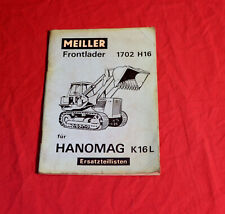 MEILLER
Frontlader 1702 H16
für
HANOMAG K16L
Ersatzteillisten